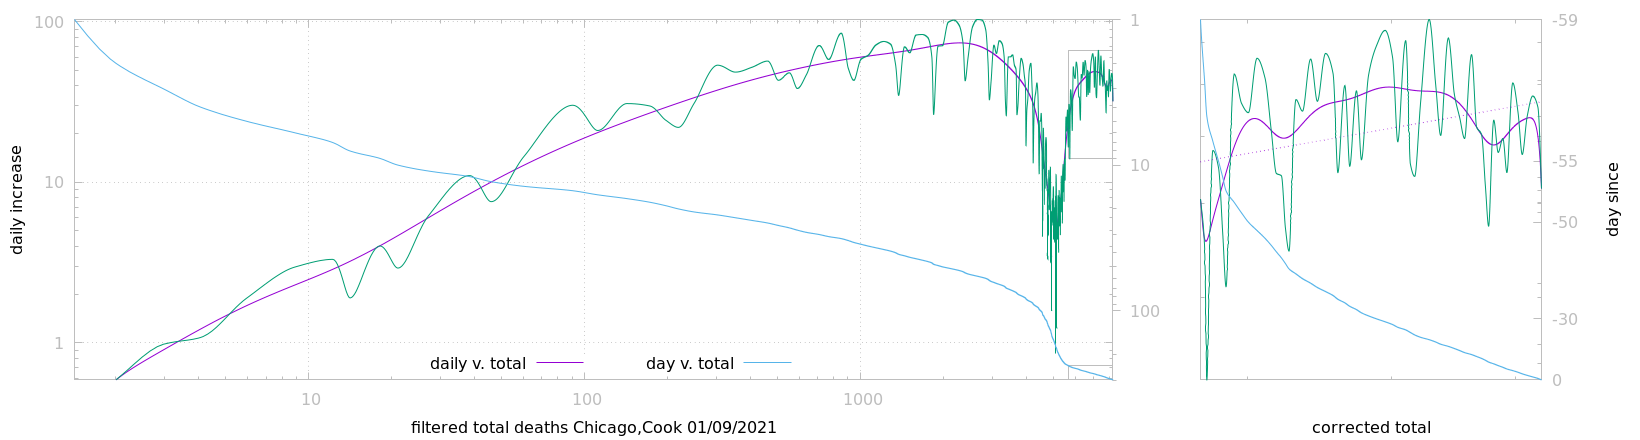 100
10
1
daily increase
10
100
1000
1
10
100
daily v. total
day v. total
filtered total deaths Chicago,Cook 01/09/2021
-59
-55
-50
-30
0
day since
corrected total